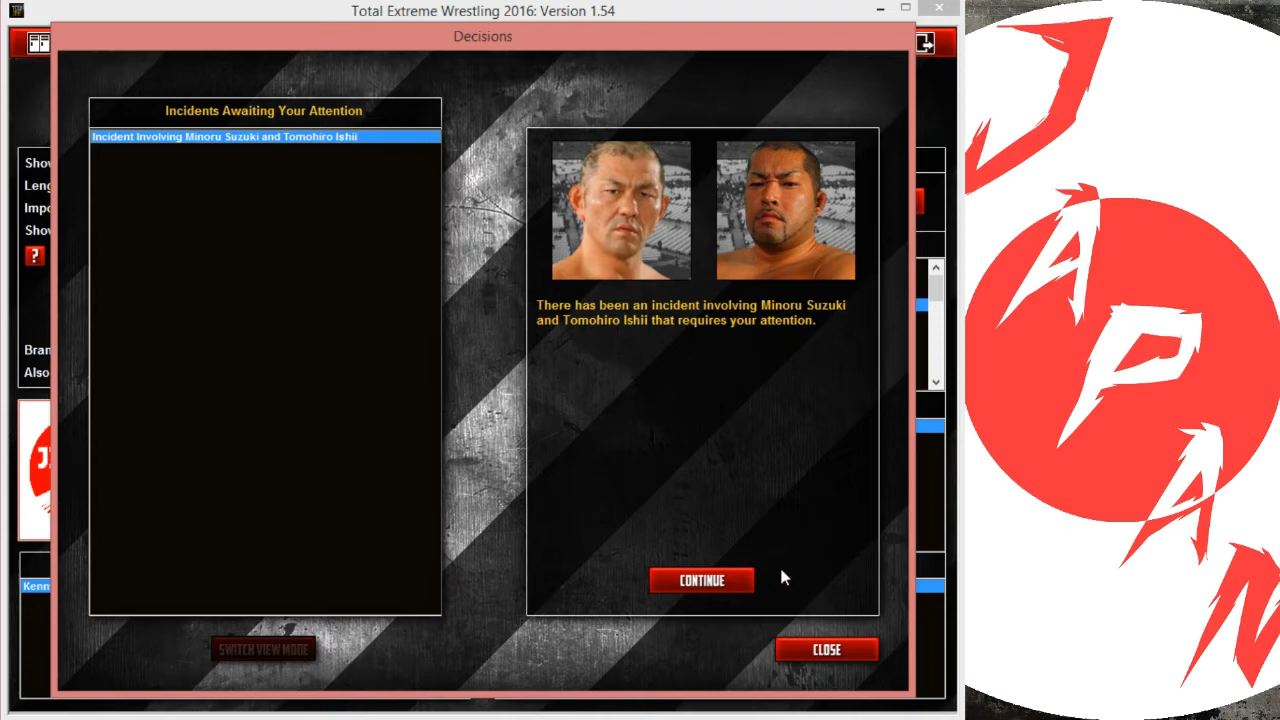 Total Extreme Wrestling 2016: Version 1.54
Decisions
Incidents Awaiting Your Attention
Incident Involving Minoru Suzuki and Tomohiro Ishii
There has been an incident involving Minoru Suzuki
and Tomohiro Ishii that requires your attention.
CONTINUE
SWITCH VIEW MODE
CLOSE
Also
?
JAPAN